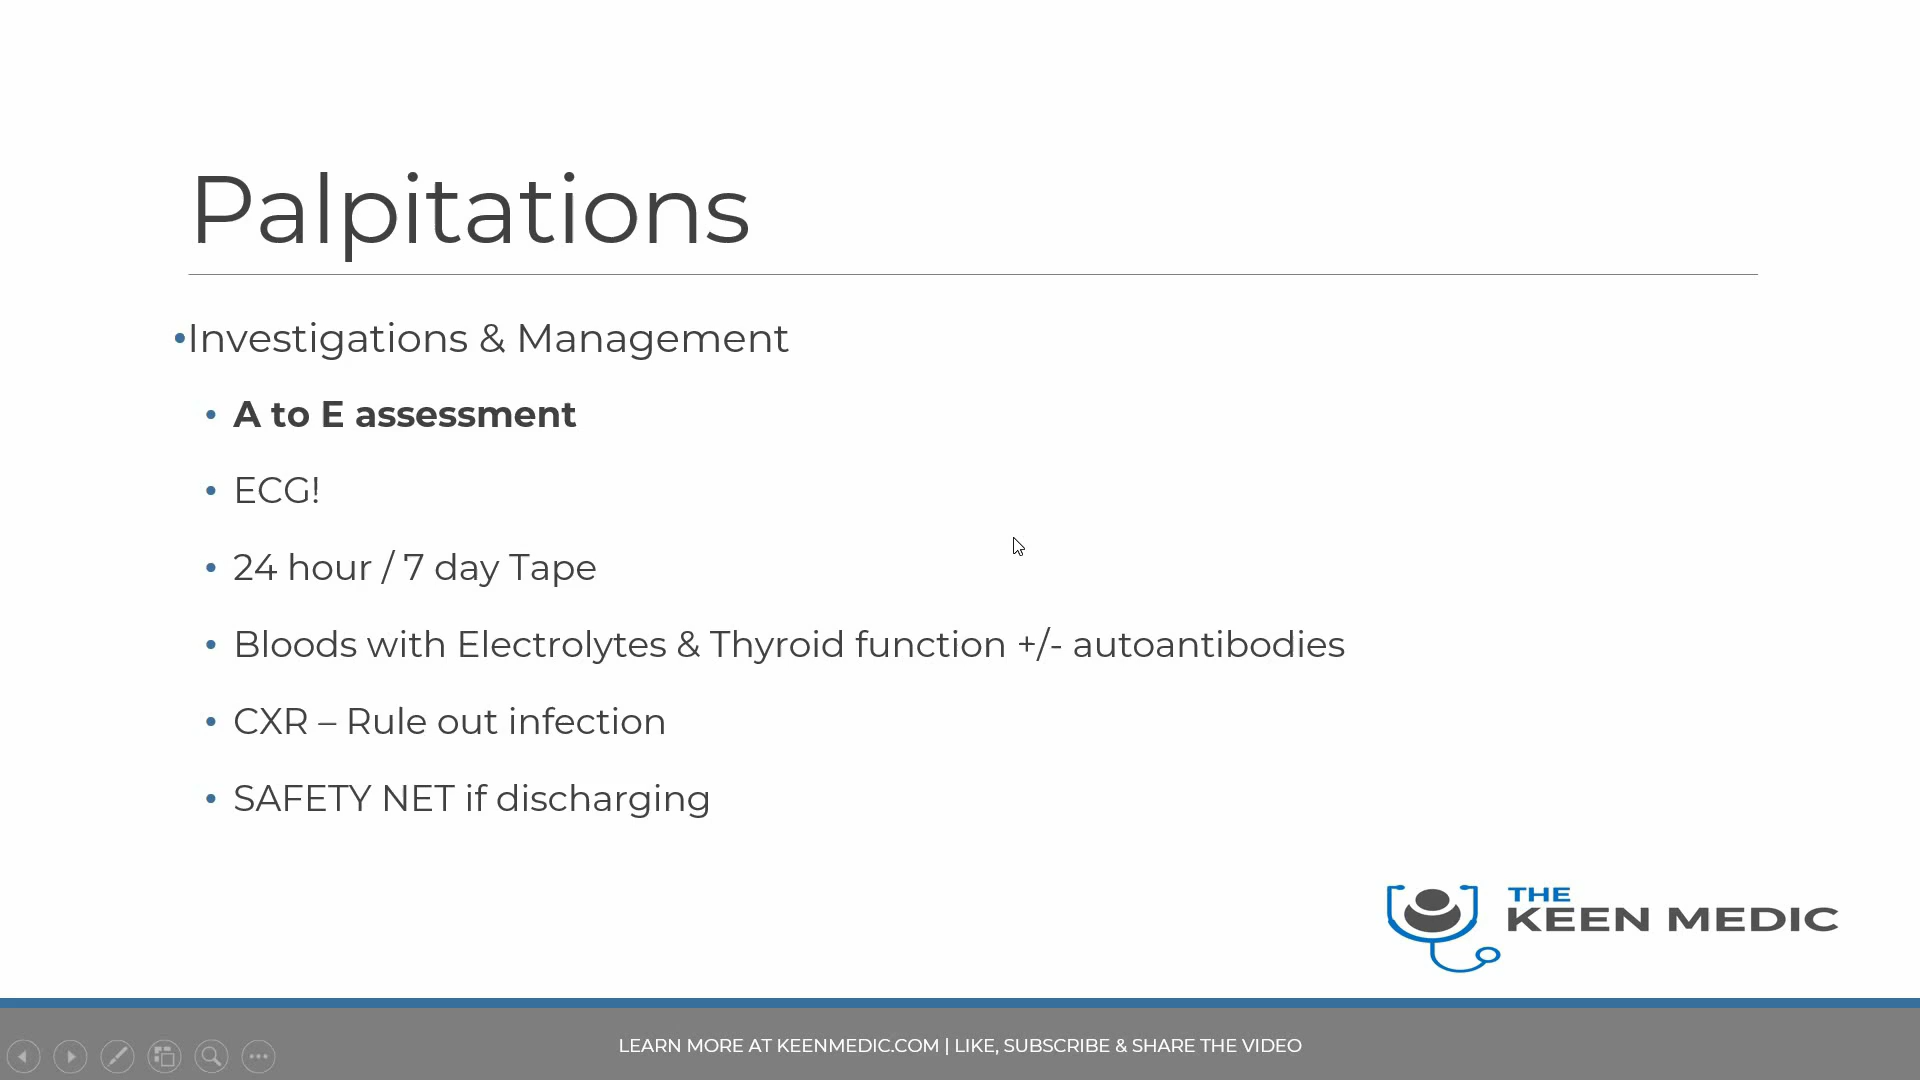 Palpitations
•Investigations & Management
• A to E assessment
• ECG!
• 24 hour / 7 day Tape
• Bloods with Electrolytes & Thyroid function +/- autoantibodies
• CXR – Rule out infection
• SAFETY NET if discharging
THE
KEEN MEDIC
LEARN MORE AT KEENMEDIC.COM | LIKE, SUBSCRIBE & SHARE THE VIDEO